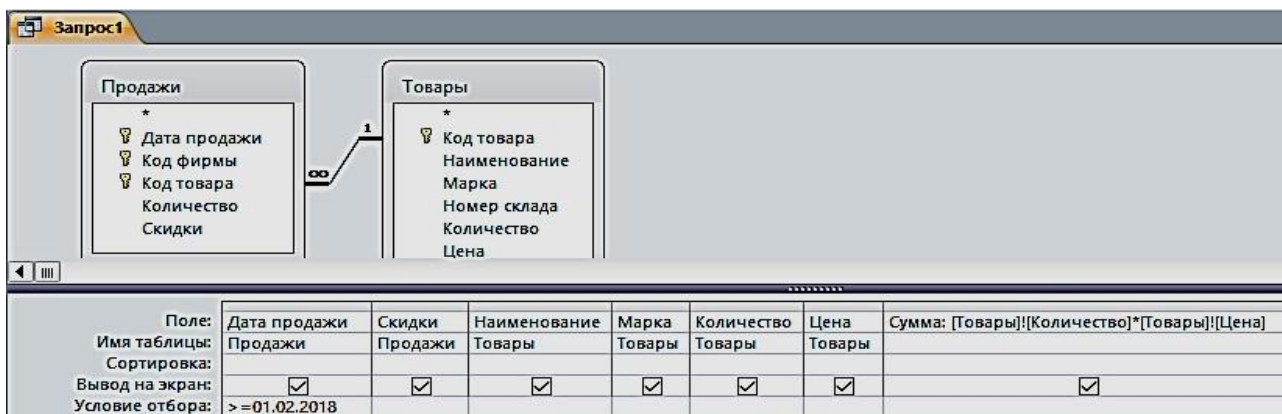 Запрос1
Продажи
*
Дата продажи
Код фирмы
Код товара
Количество
Скидки
∞
1
Товары
*
Код товара
Наименование
Марка
Номер склада
Количество
Цена
Поле: Дата продажи Скидки Наименование Марка Количество Цена Сумма: [Товары]![Количество]*[Товары]![Цена]
Имя таблицы: Продажи Продажи Товары Товары Товары Товары
Сортировка:
Вывод на экран:
Условие отбора: >=01.02.2018